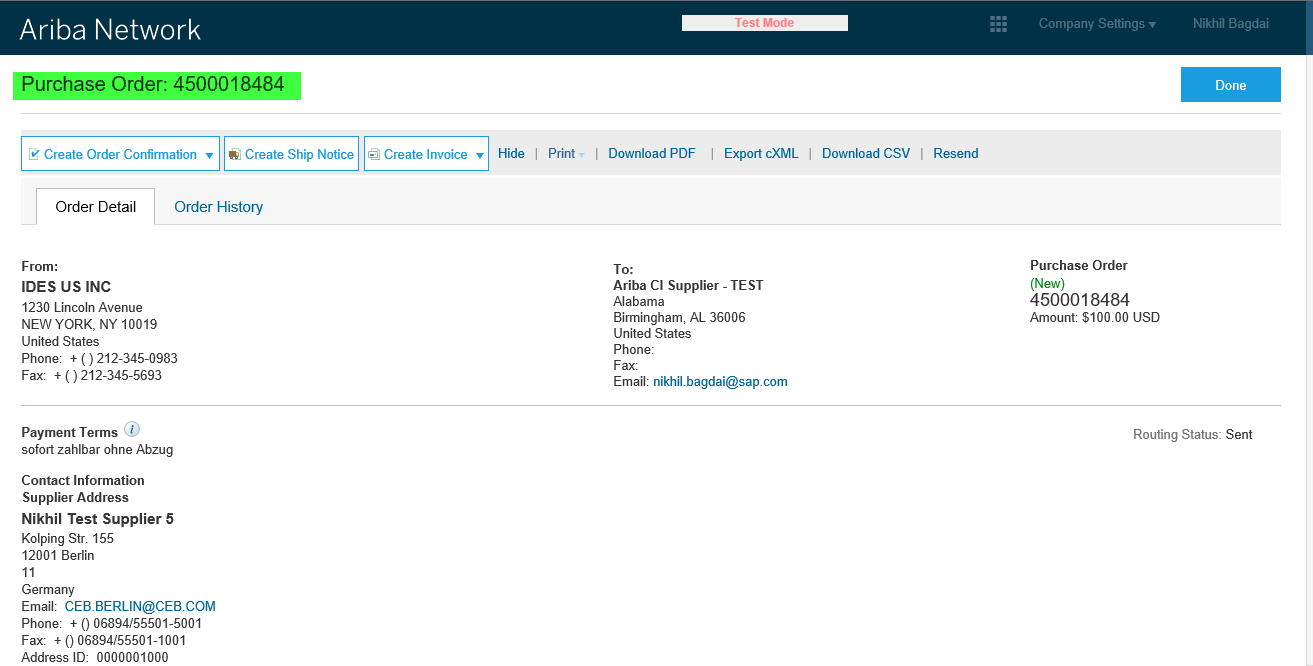 Ariba Network
Test Mode
Company Settings
Nikhil Bagdai
Purchase Order: 4500018484
Done
Create Order Confirmation
Create Ship Notice
Create Invoice
Hide | Print | Download PDF | Export cXML | Download CSV | Resend
Order Detail
Order History
From:
IDES US INC
1230 Lincoln Avenue
NEW YORK, NY 10019
United States
Phone: + ( ) 212-345-0983
Fax: + ( ) 212-345-5693
To:
Ariba CI Supplier - TEST
Alabama
Birmingham, AL 36006
United States
Phone:
Fax:
Email: nikhil.bagdai@sap.com
Purchase Order
(New)
4500018484
Amount: $100.00 USD
Payment Terms i
sofort zahlbar ohne Abzug
Routing Status: Sent
Contact Information
Supplier Address
Nikhil Test Supplier 5
Kolping Str. 155
12001 Berlin
11
Germany
Email: CEB.BERLIN@CEB.COM
Phone: + () 06894/55501-5001
Fax: + () 06894/55501-1001
Address ID: 0000001000